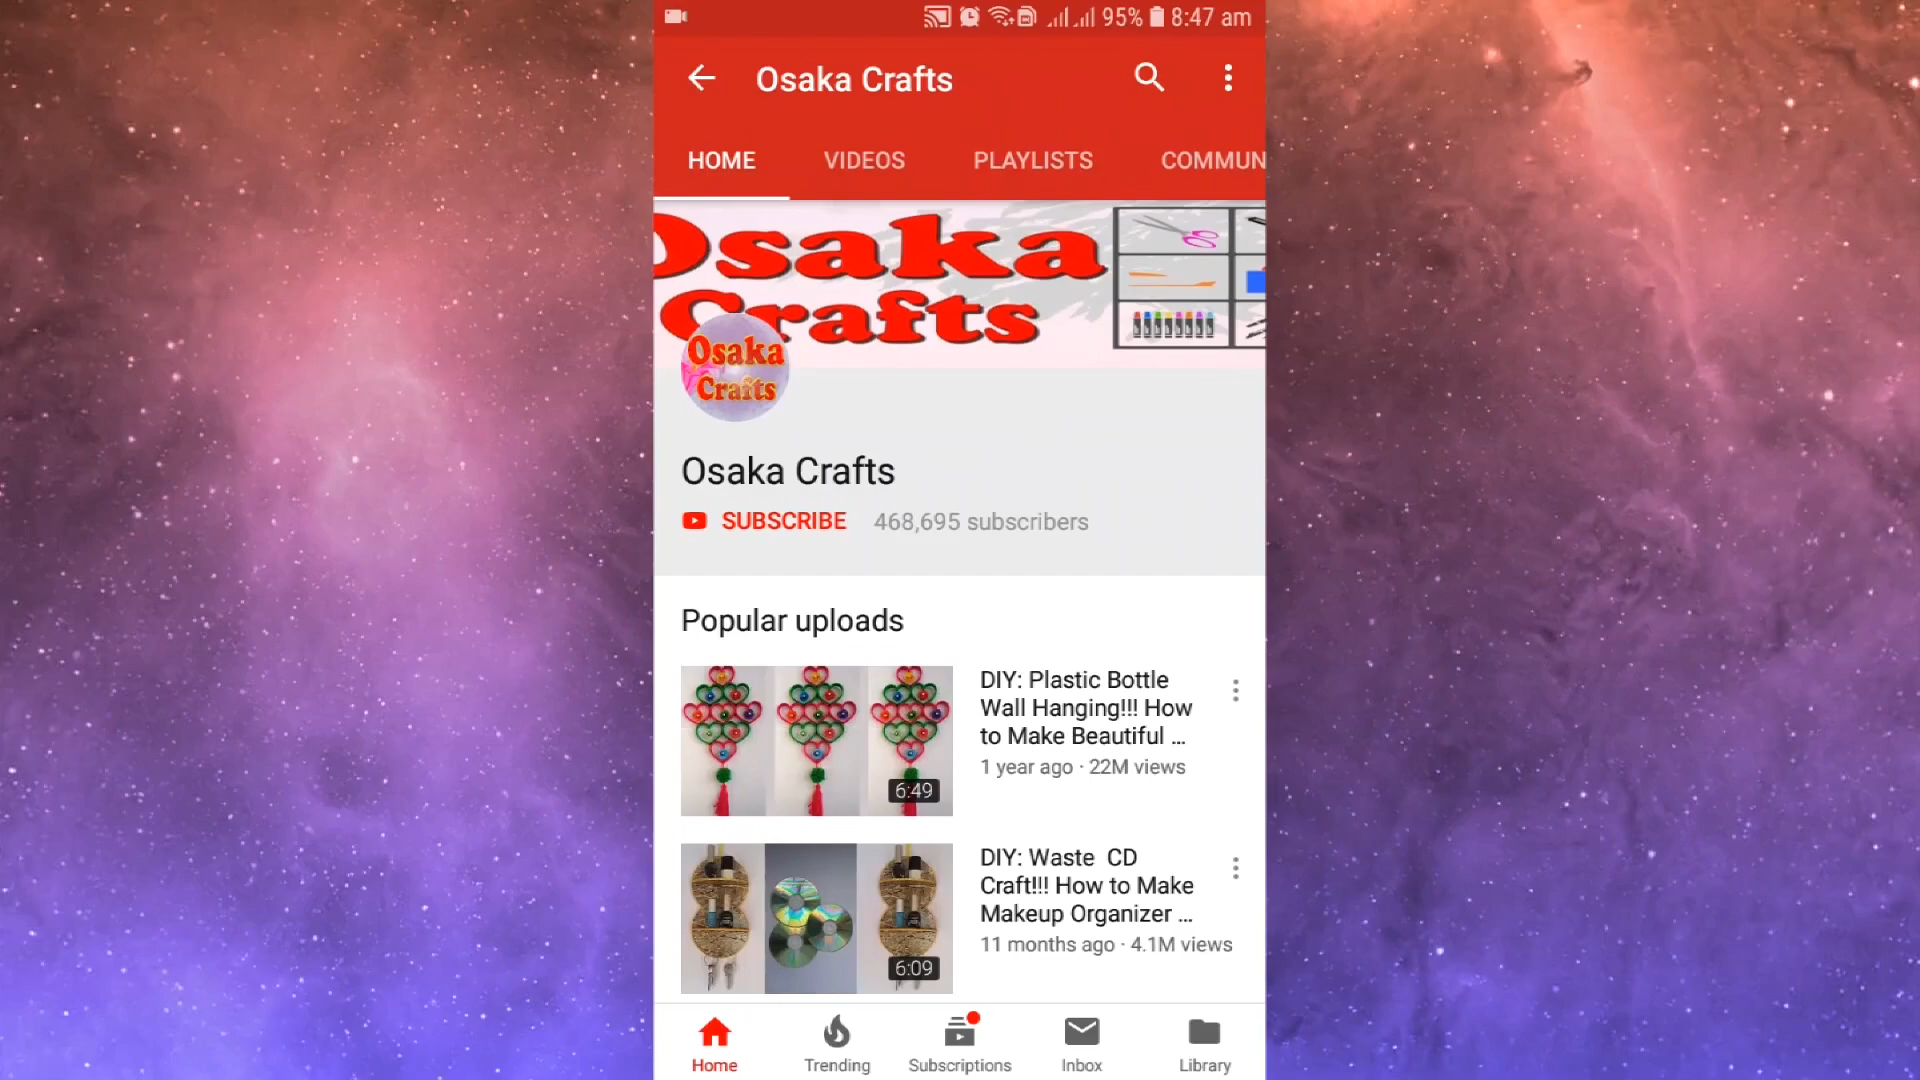 95% 8:47 am
Osaka Crafts
HOME VIDEOS PLAYLISTS COMMUN
Osaka
Crafts
Osaka
Crafts
Osaka Crafts
SUBSCRIBE 468,695 subscribers
Popular uploads
DIY: Plastic Bottle
Wall Hanging!!! How
to Make Beautiful ...
1 year ago · 22M views
6:49
DIY: Waste CD
Craft!!! How to Make
Makeup Organizer ...
11 months ago · 4.1M views
6:09
Home Trending Subscriptions Inbox Library